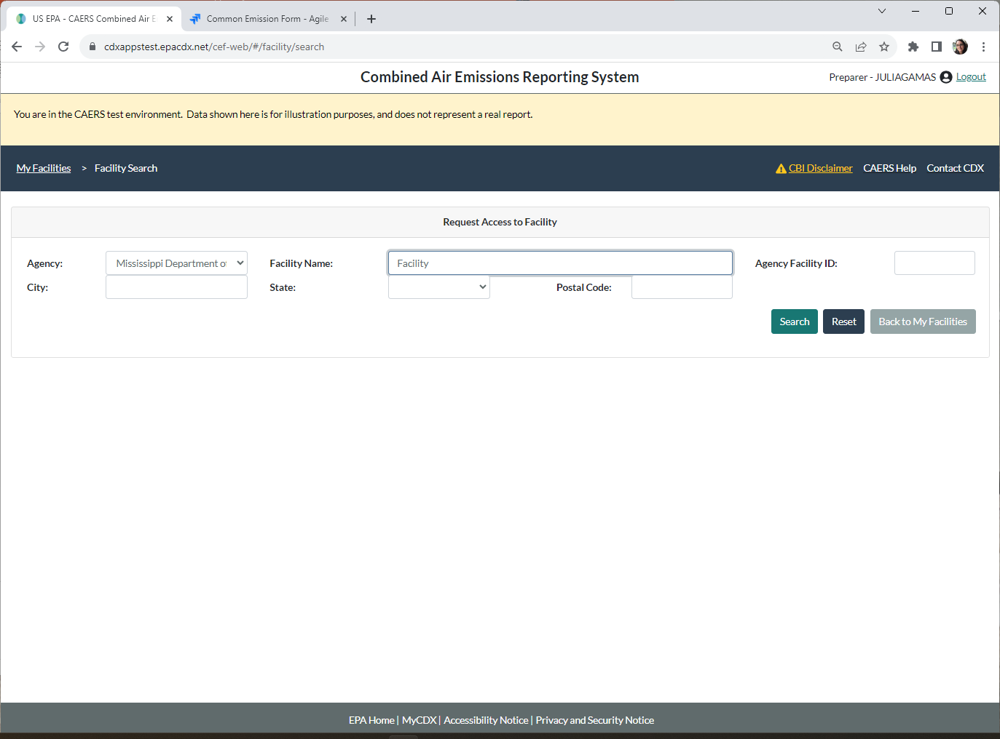 US EPA - CAERS Combined Air E
Common Emission Form - Agile
cdxappstest.epacdx.net/cef-web/#/facility/search
Combined Air Emissions Reporting System
Preparer - JULIAGAMAS Logout
You are in the CAERS test environment. Data shown here is for illustration purposes, and does not represent a real report.
My Facilities > Facility Search
CBI Disclaimer CAERS Help Contact CDX
Request Access to Facility
Agency: Mississippi Department of Facility Name: Facility Agency Facility ID:
City: State: Postal Code:
Search Reset Back to My Facilities
EPA Home | MyCDX | Accessibility Notice | Privacy and Security Notice